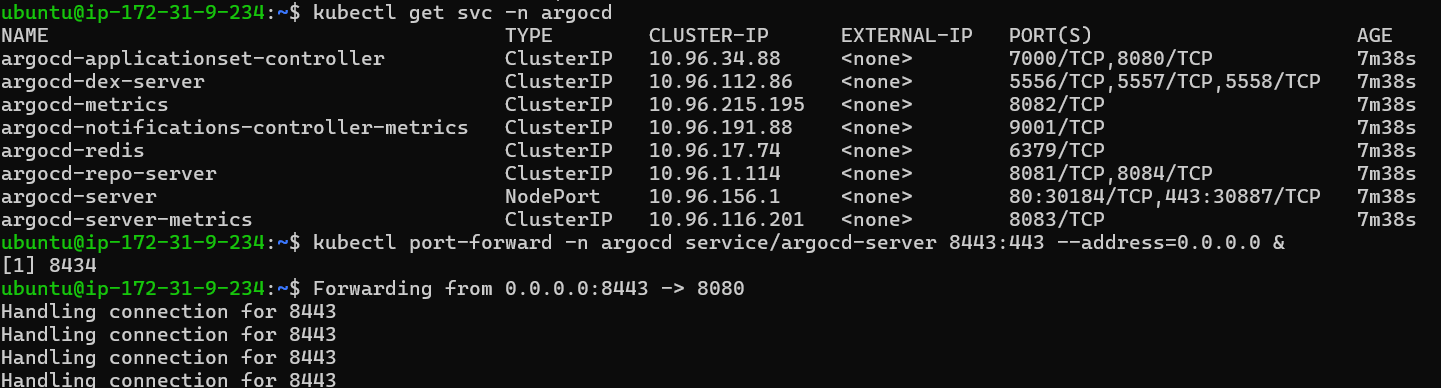 ubuntu@ip-172-31-9-234:~$ kubectl get svc -n argocd
NAME TYPE CLUSTER-IP EXTERNAL-IP PORT(S) AGE
argocd-applicationset-controller ClusterIP 10.96.34.88 <none> 7000/TCP,8080/TCP 7m38s
argocd-dex-server ClusterIP 10.96.112.86 <none> 5556/TCP,5557/TCP,5558/TCP 7m38s
argocd-metrics ClusterIP 10.96.215.195 <none> 8082/TCP 7m38s
argocd-notifications-controller-metrics ClusterIP 10.96.191.88 <none> 9001/TCP 7m38s
argocd-redis ClusterIP 10.96.17.74 <none> 6379/TCP 7m38s
argocd-repo-server ClusterIP 10.96.1.114 <none> 8081/TCP,8084/TCP 7m38s
argocd-server NodePort 10.96.156.1 <none> 80:30184/TCP,443:30887/TCP 7m38s
argocd-server-metrics ClusterIP 10.96.116.201 <none> 8083/TCP 7m38s
ubuntu@ip-172-31-9-234:~$ kubectl port-forward -n argocd service/argocd-server 8443:443 --address=0.0.0.0 &
[1] 8434
ubuntu@ip-172-31-9-234:~$ Forwarding from 0.0.0.0:8443 -> 8080
Handling connection for 8443
Handling connection for 8443
Handling connection for 8443
Handling connection for 8443